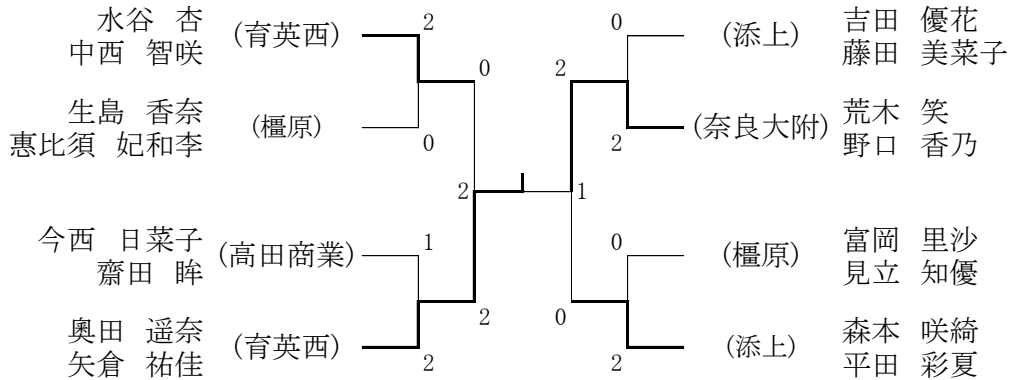 水谷 杏
中西 智咲
(育英西)
2
0
生島 香奈
惠比須 妃和李
(橿原)
0
2
今西 日菜子
齋田 眸
(高田商業)
1
2
奥田 遥奈
矢倉 祐佳
(育英西)
2
0
(添上)
吉田 優花
藤田 美菜子
2
2
(奈良大附)
荒木 笑
野口 香乃
1
0
(橿原)
富岡 里沙
見立 知優
0
2
(添上)
森本 咲綺
平田 彩夏